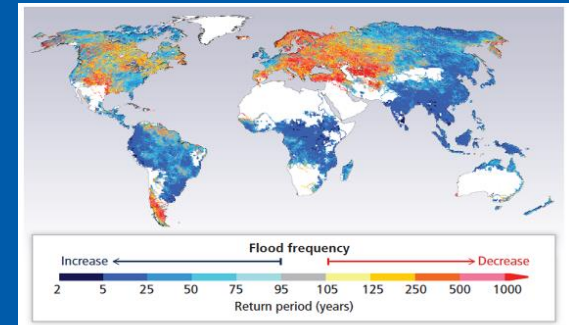 Flood frequency
Increase Decrease
2 5 25 50 75 95 105 125 250 500 1000
Return period (years)